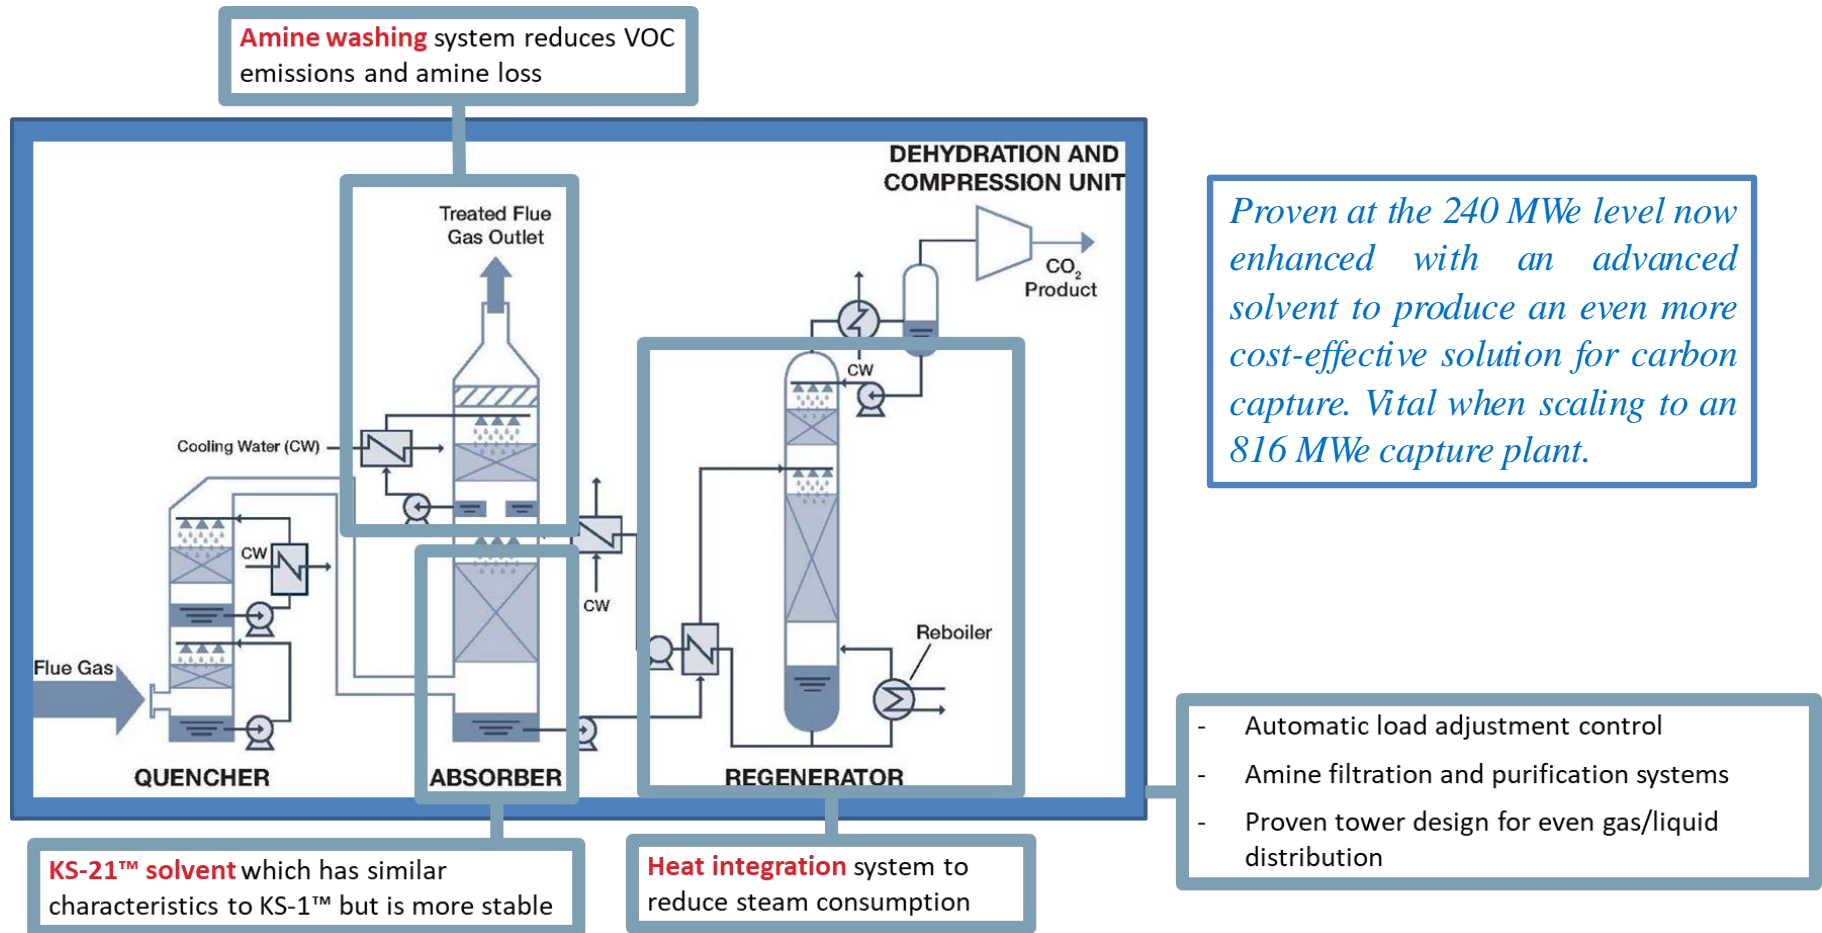 Amine washing system reduces VOC
emissions and amine loss
DEHYDRATION AND
COMPRESSION UNIT
Treated Flue
Gas Outlet
CO₂
Product
CW
Cooling Water (CW)
CW
CW
Reboiler
Flue Gas
QUENCHER
ABSORBER
REGENERATOR
Proven at the 240 MWe level now
enhanced with an advanced
solvent to produce an even more
cost-effective solution for carbon
capture. Vital when scaling to an
816 MWe capture plant.
- Automatic load adjustment control
- Amine filtration and purification systems
- Proven tower design for even gas/liquid
distribution
KS-21™ solvent which has similar
characteristics to KS-1™ but is more stable
Heat integration system to
reduce steam consumption